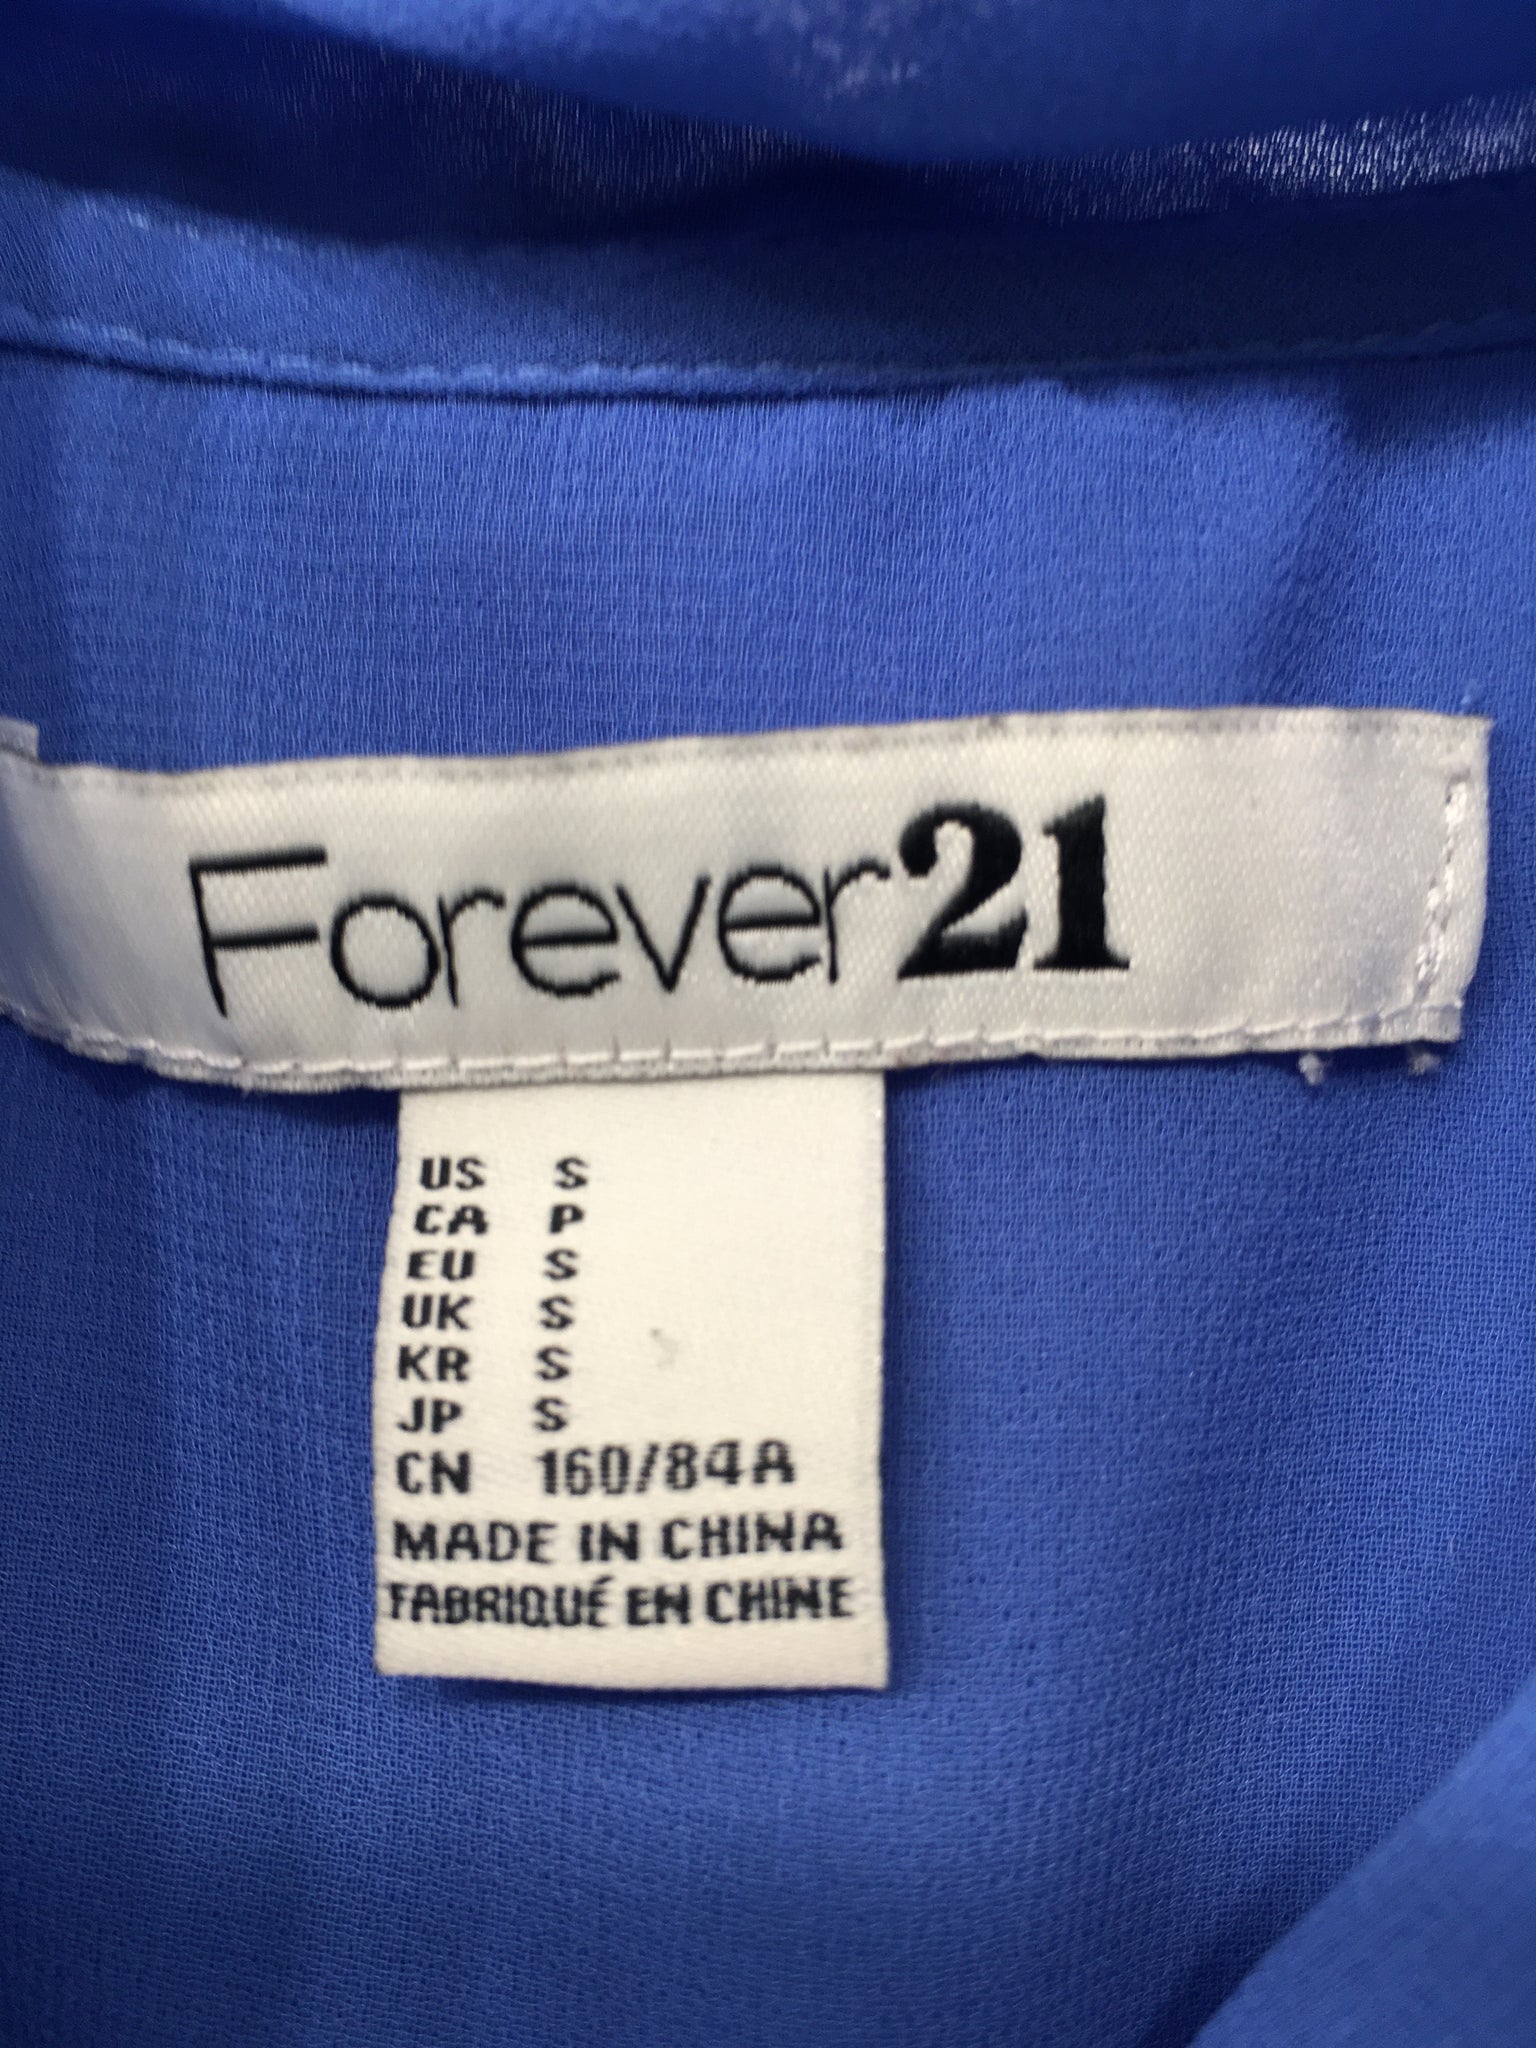 Forever21
US S
CA P
EU S
UK S
KR S
JP S
CN 160/84A
MADE IN CHINA
FABRIQUÉ EN CHINE